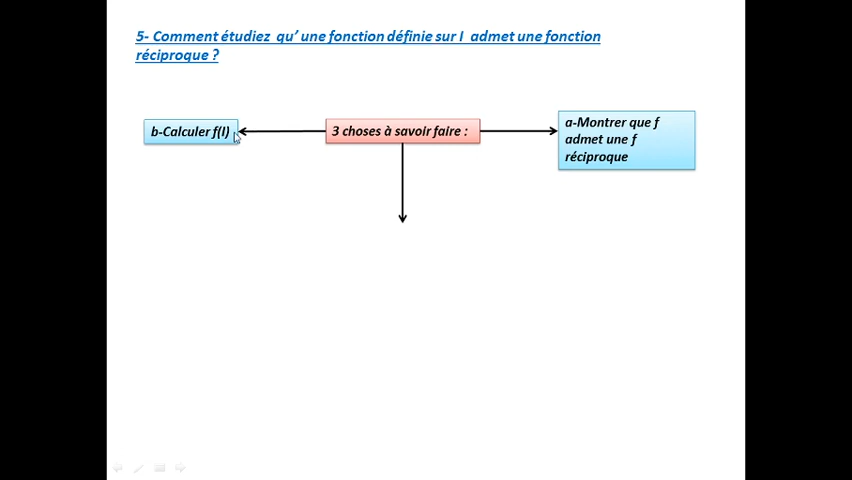 5- Comment étudiez qu’ une fonction définie sur I admet une fonction
réciproque ?
b-Calculer f(I)
3 choses à savoir faire :
a-Montrer que f
admet une f
réciproque